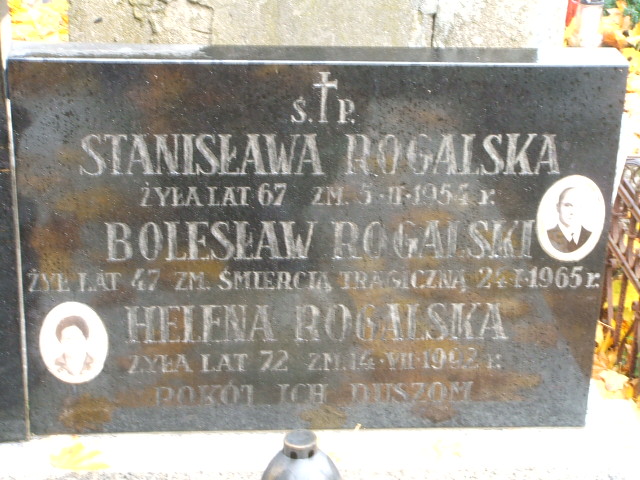 Ś. P.
STANISŁAWA ROGALSKA
ŻYŁA LAT 67 ZM. 5-II-1954 r.
BOLESŁAW ROGALSKI
ŻYŁ LAT 47 ZM. ŚMIERCIĄ TRAGICZNĄ 24-I-1965 r.
HELENA ROGALSKA
ŻYŁA LAT 72 ZM. 14-VII-1982 r.
POKÓJ ICH DUSZOM